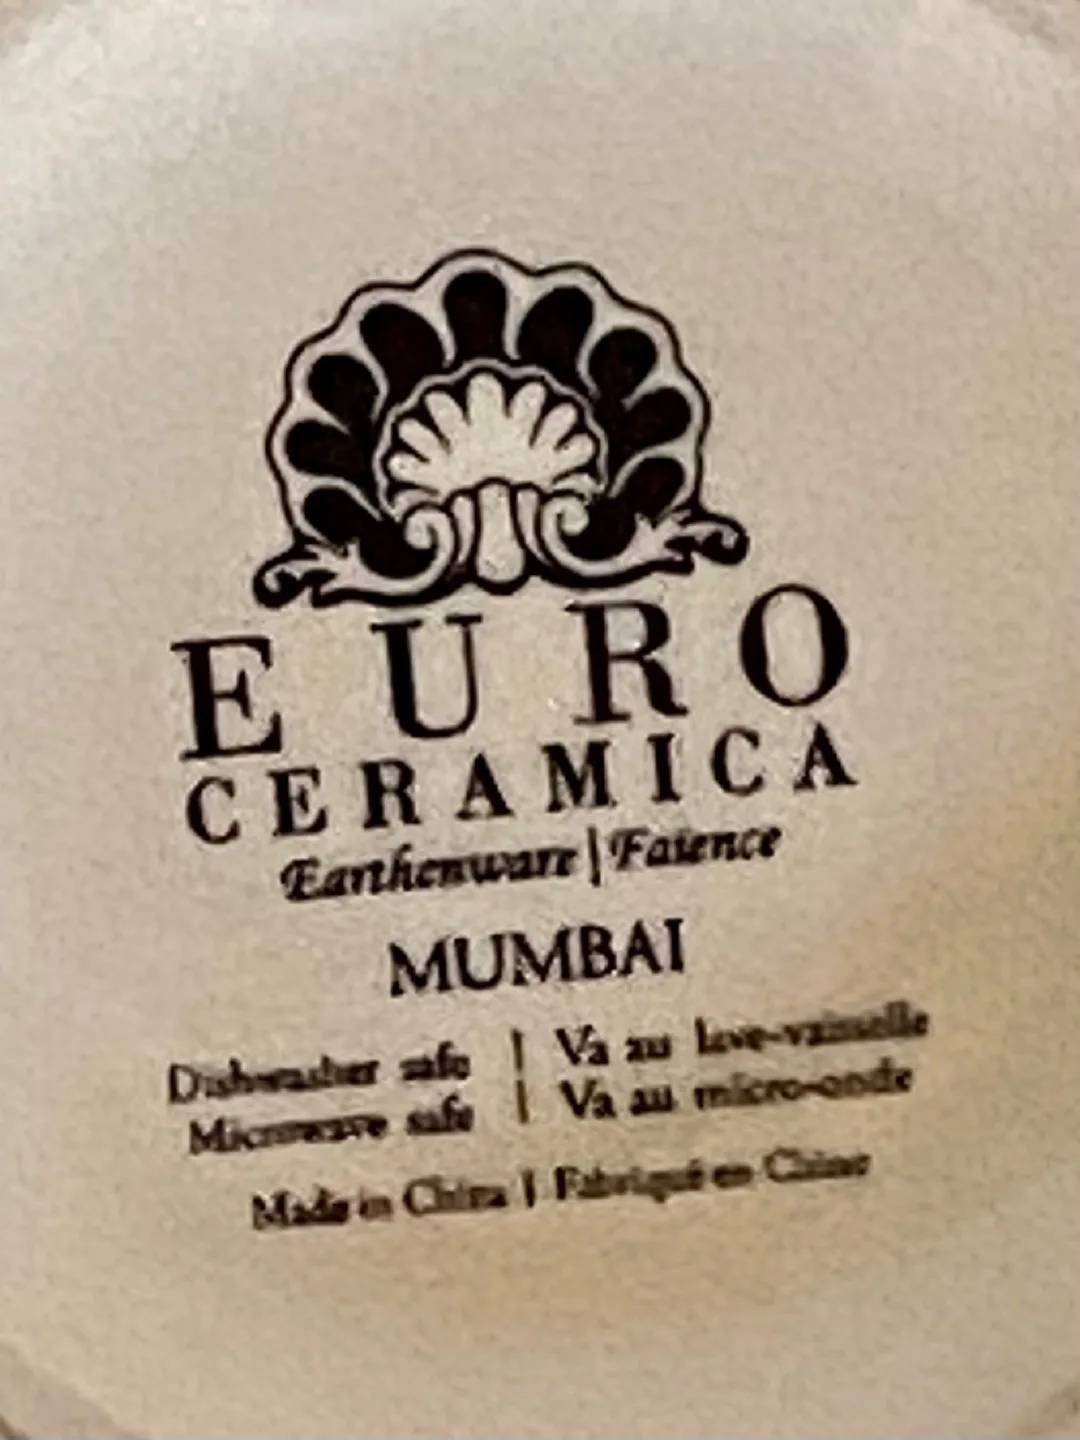 EURO
CERAMICA
Earthenware | Faience
MUMBAI
Dishwasher safe | Va au lave-vaisselle
Microwave safe | Va au micro-onde
Made in China | Fabriqué en Chine